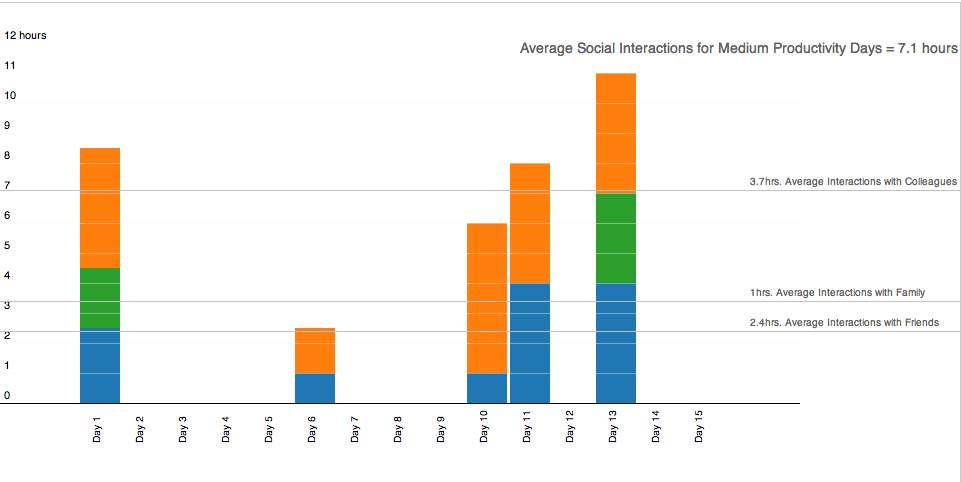 12 hours
Average Social Interactions for Medium Productivity Days = 7.1 hours
11
10
9
8
7
3.7hrs. Average Interactions with Colleagues
6
5
4
1hrs. Average Interactions with Family
3
2.4hrs. Average Interactions with Friends
2
1
0
Day 1
Day 2
Day 3
Day 4
Day 5
Day 6
Day 7
Day 8
Day 9
Day 10
Day 11
Day 12
Day 13
Day 14
Day 15